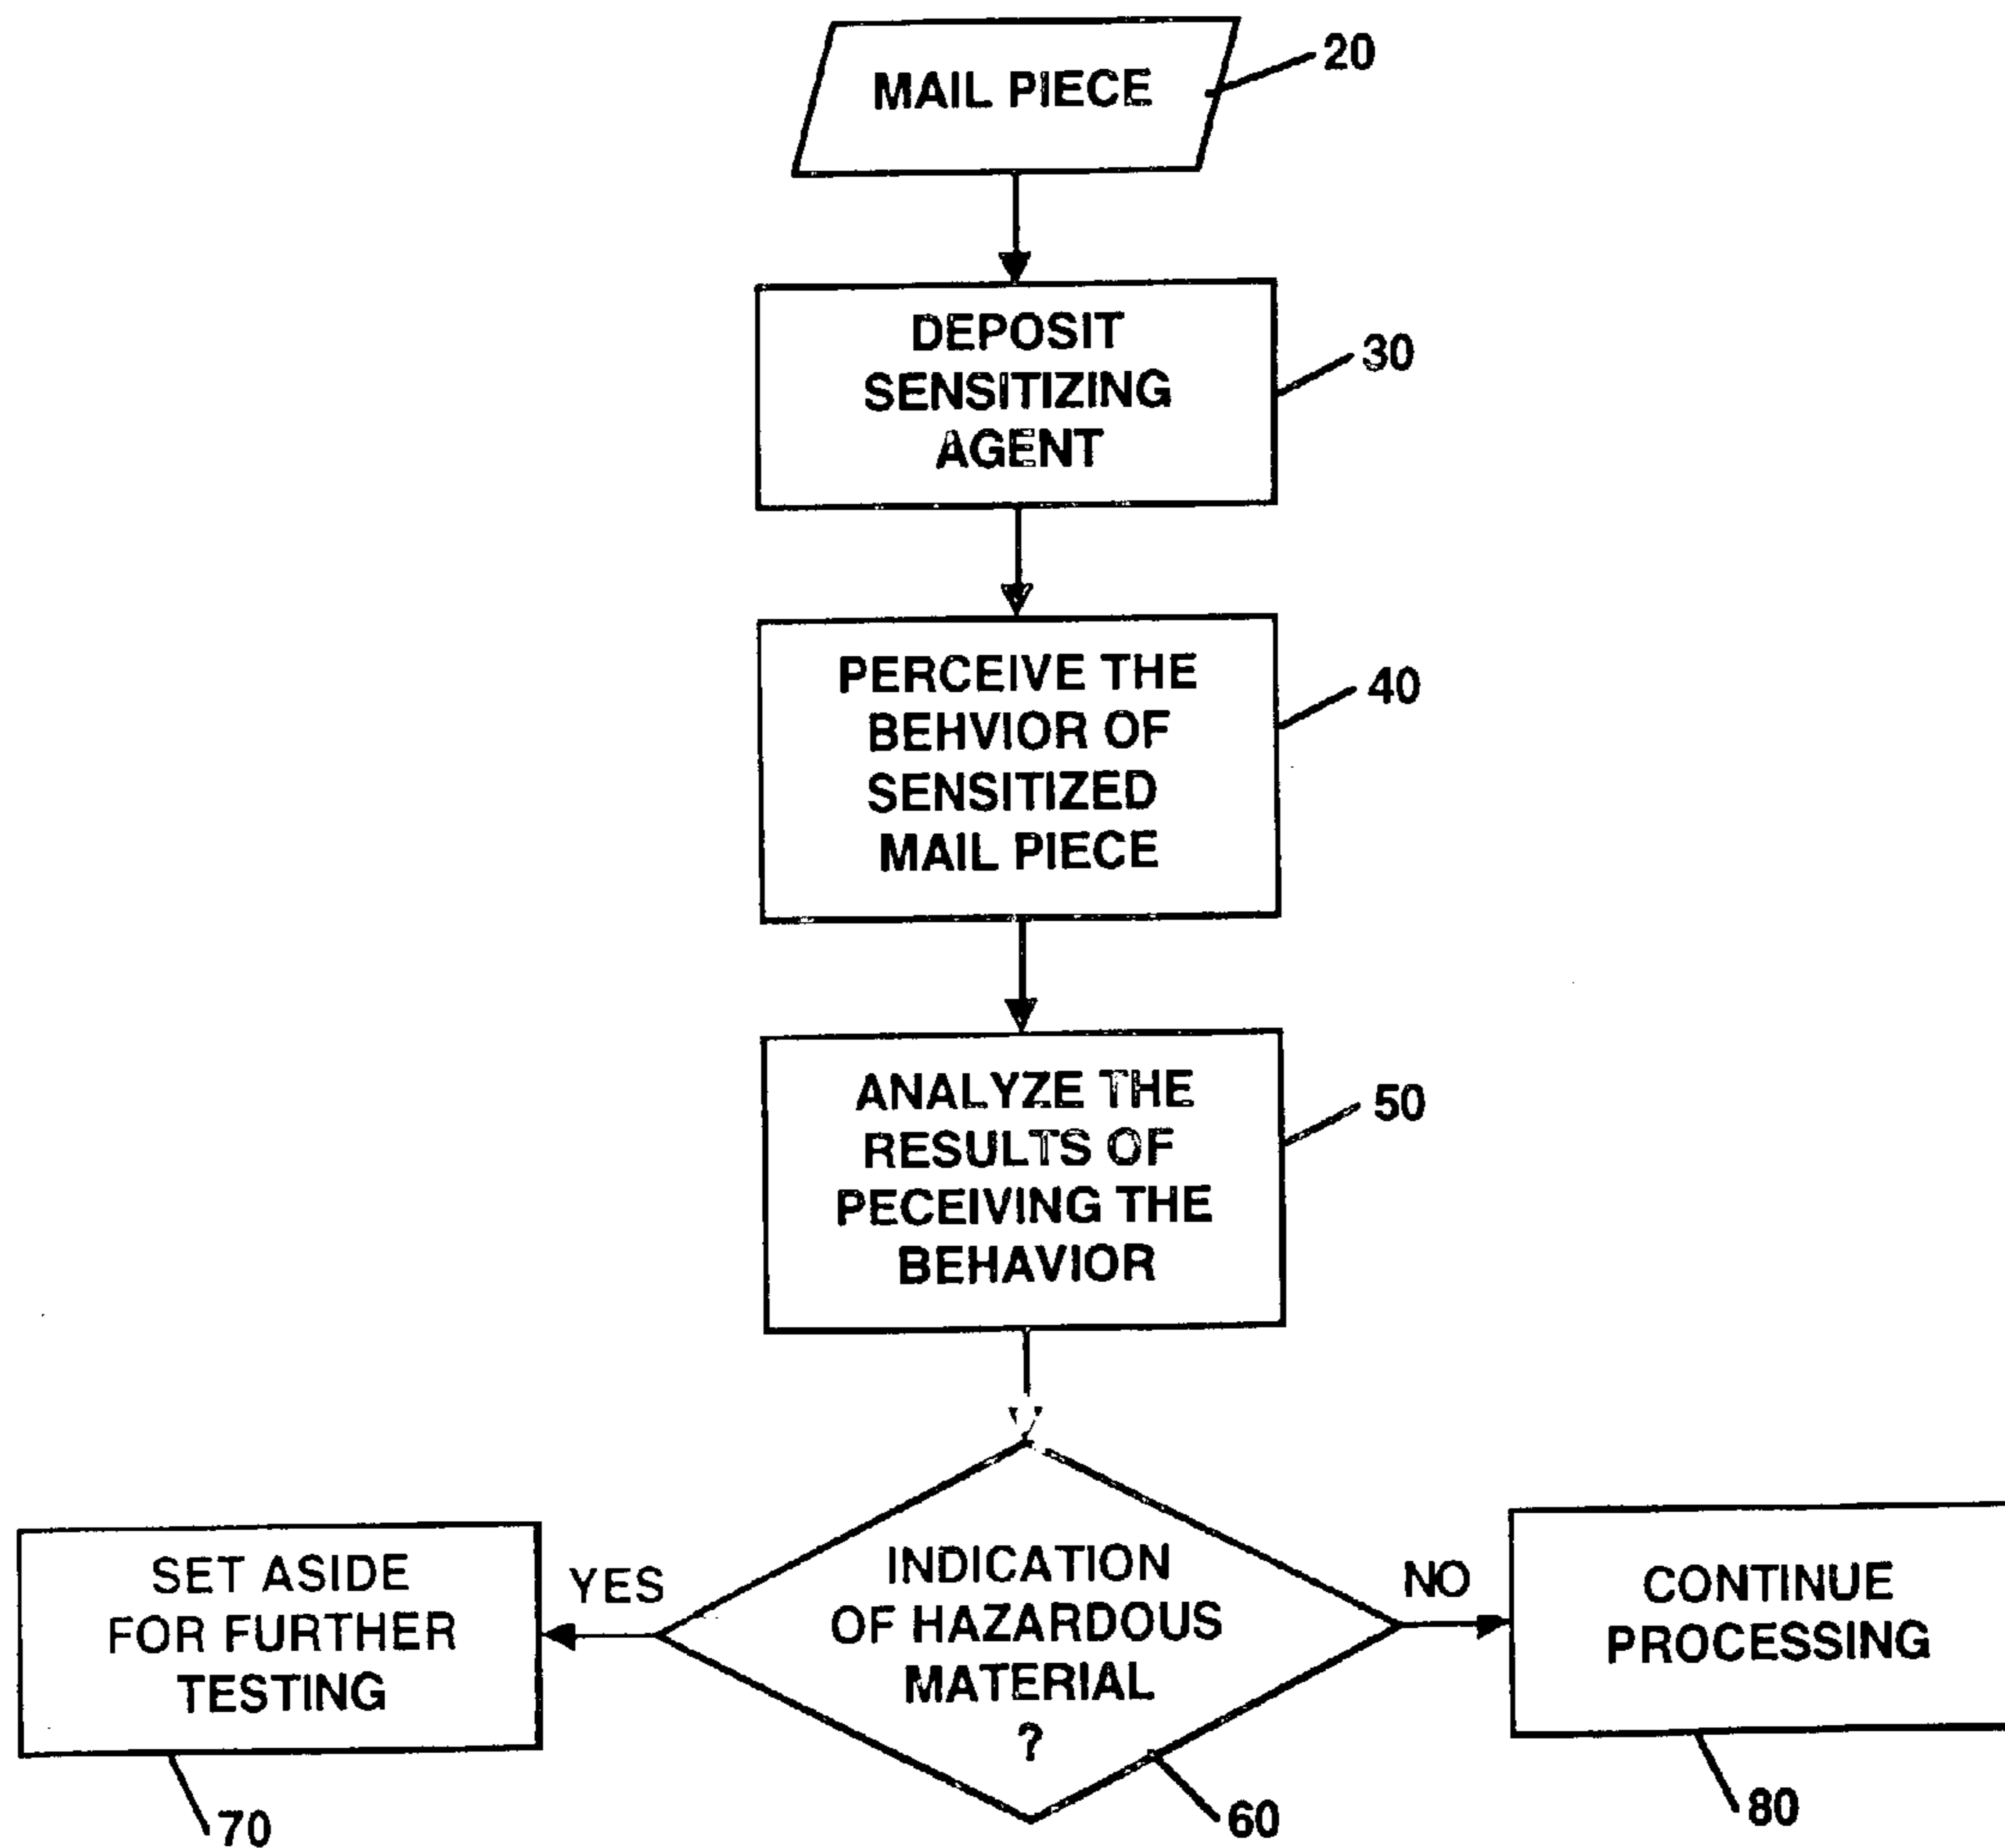 MAIL PIECE
20
DEPOSIT
SENSITIZING
AGENT
30
PERCEIVE THE
BEHVIOR OF
SENSITIZED
MAIL PIECE
40
ANALYZE THE
RESULTS OF
PECEIVING THE
BEHAVIOR
50
INDICATION
OF HAZARDOUS
MATERIAL
?
60
YES
SET ASIDE
FOR FURTHER
TESTING
70
NO
CONTINUE
PROCESSING
80